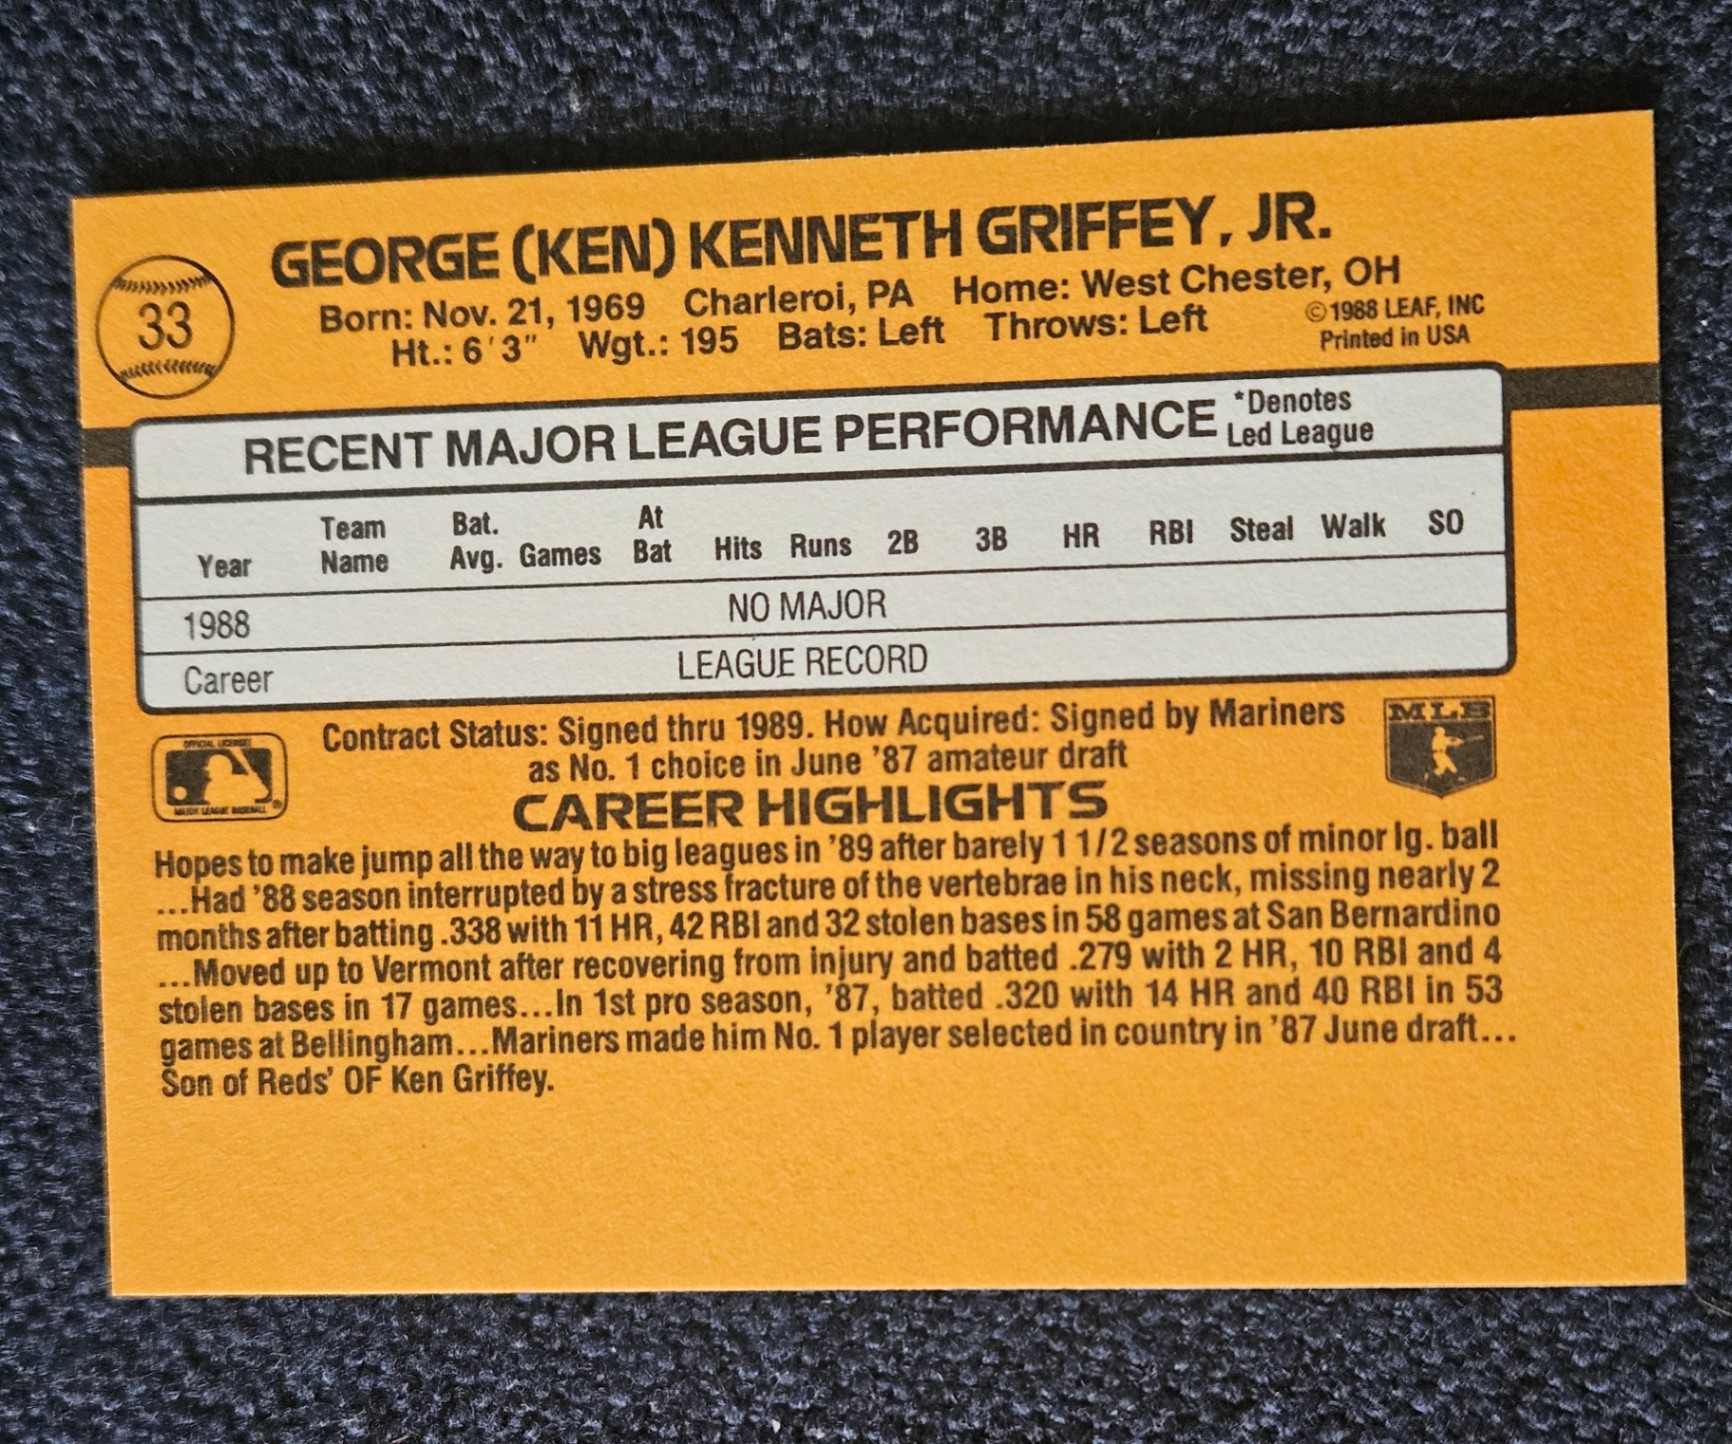 GEORGE (KEN) KENNETH GRIFFEY, JR.
33
Born: Nov. 21, 1969 Charleroi, PA Home: West Chester, OH
Ht.: 6'3" Wgt.: 195 Bats: Left Throws: Left
©1988 LEAF, INC
Printed in USA
RECENT MAJOR LEAGUE PERFORMANCE
*Denotes
Led League
Year Team Name Bat. Avg. Games At Bat Hits Runs 2B 3B HR RBI Steal Walk SO
1988 NO MAJOR
Career LEAGUE RECORD
Contract Status: Signed thru 1989. How Acquired: Signed by Mariners
as No. 1 choice in June '87 amateur draft
OFFICIAL LICENSEE
MAJOR LEAGUE BASEBALL
®
MLB
CAREER HIGHLIGHTS
Hopes to make jump all the way to big leagues in '89 after barely 1 1/2 seasons of minor lg. ball
...Had '88 season interrupted by a stress fracture of the vertebrae in his neck, missing nearly 2
months after batting .338 with 11 HR, 42 RBI and 32 stolen bases in 58 games at San Bernardino
...Moved up to Vermont after recovering from injury and batted .279 with 2 HR, 10 RBI and 4
stolen bases in 17 games...In 1st pro season, '87, batted .320 with 14 HR and 40 RBI in 53
games at Bellingham...Mariners made him No. 1 player selected in country in '87 June draft...
Son of Reds' OF Ken Griffey.